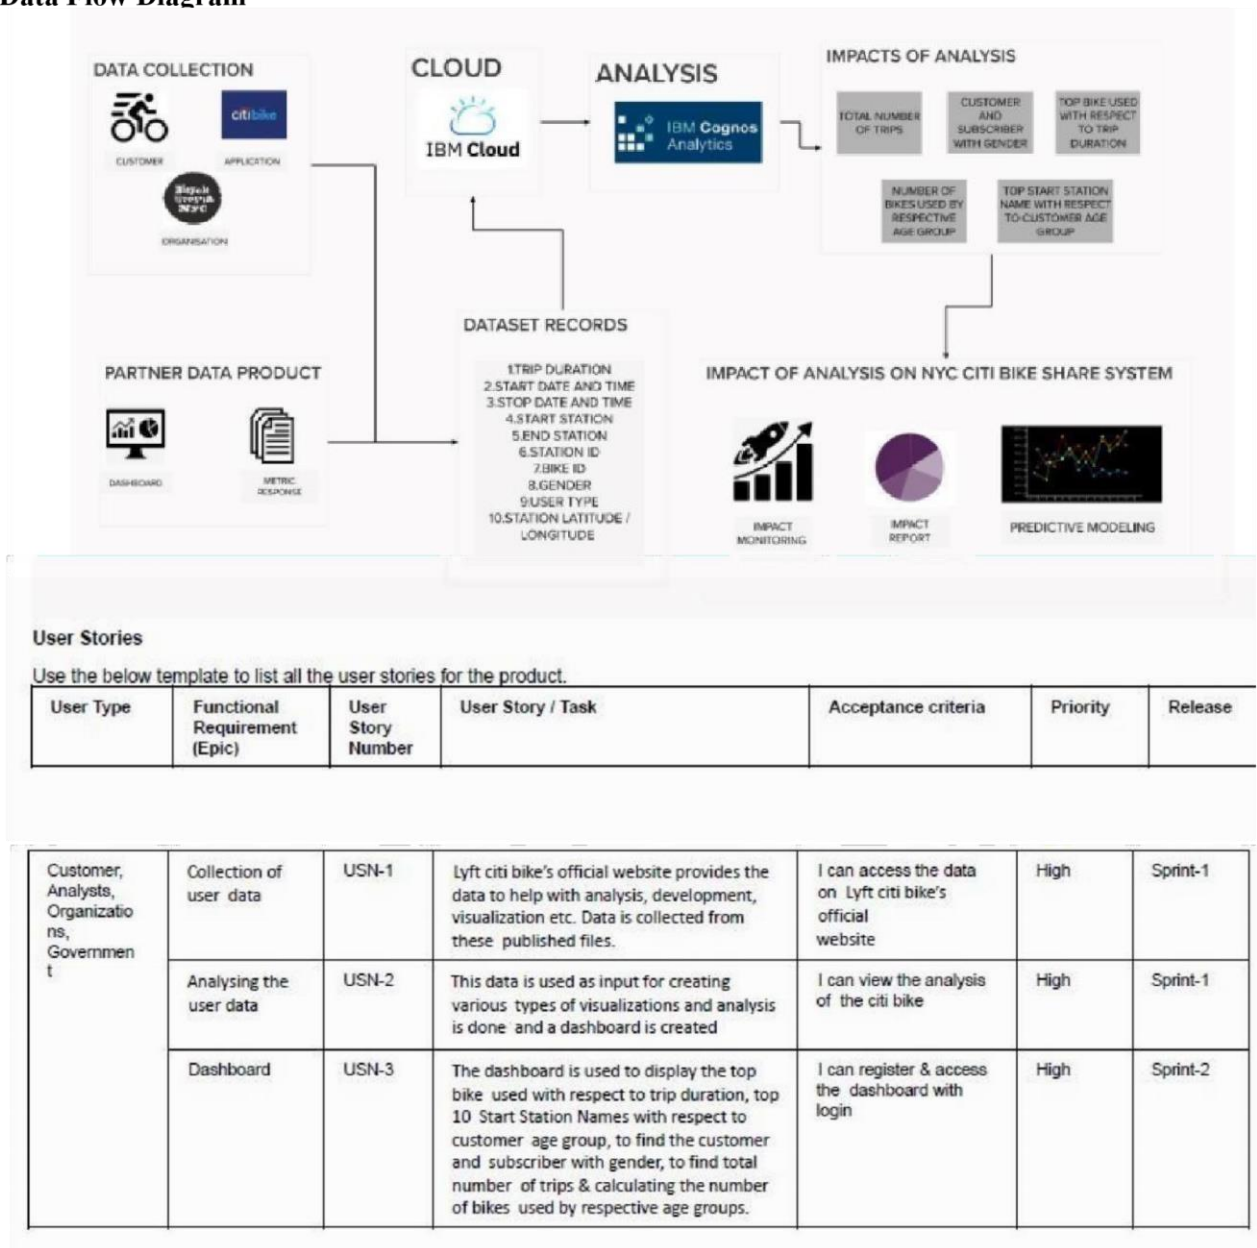 Data Flow Diagram
DATA COLLECTION
citibike
CUSTOMER
APPLICATION
NYC
ORGANISATION
CLOUD
IBM Cloud
ANALYSIS
IBM Cognos
Analytics
IMPACTS OF ANALYSIS
TOTAL NUMBER
OF TRIPS
CUSTOMER
AND
SUBSCRIBER
WITH GENDER
TOP BIKE USED
WITH RESPECT
TO TRIP
DURATION
NUMBER OF
BIKES USED BY
RESPECTIVE
AGE GROUP
TOP START STATION
NAME WITH RESPECT
TO CUSTOMER AGE
GROUP
PARTNER DATA PRODUCT
DASHBOARD
METRIC
RESPONSE
DATASET RECORDS
1.TRIP DURATION
2.START DATE AND TIME
3.STOP DATE AND TIME
4.START STATION
5.END STATION
6.STATION ID
7.BIKE ID
8.GENDER
9.USER TYPE
10.STATION LATITUDE /
LONGITUDE
IMPACT OF ANALYSIS ON NYC CITI BIKE SHARE SYSTEM
IMPACT
MONITORING
IMPACT
REPORT
PREDICTIVE MODELING
User Stories
Use the below template to list all the user stories for the product.
User Type
Functional
Requirement
(Epic)
User
Story
Number
User Story / Task
Acceptance criteria
Priority
Release
Customer,
Analysts,
Organizatio
ns,
Governmen
t
Collection of
user data
USN-1
Lyft citi bike's official website provides the
data to help with analysis, development,
visualization etc. Data is collected from
these published files.
I can access the data
on Lyft citi bike's
official
website
High
Sprint-1
Analysing the
user data
USN-2
This data is used as input for creating
various types of visualizations and analysis
is done and a dashboard is created
I can view the analysis
of the citi bike
High
Sprint-1
Dashboard
USN-3
The dashboard is used to display the top
bike used with respect to trip duration, top
10 Start Station Names with respect to
customer age group, to find the customer
and subscriber with gender, to find total
number of trips & calculating the number
of bikes used by respective age groups.
I can register & access
the dashboard with
login
High
Sprint-2